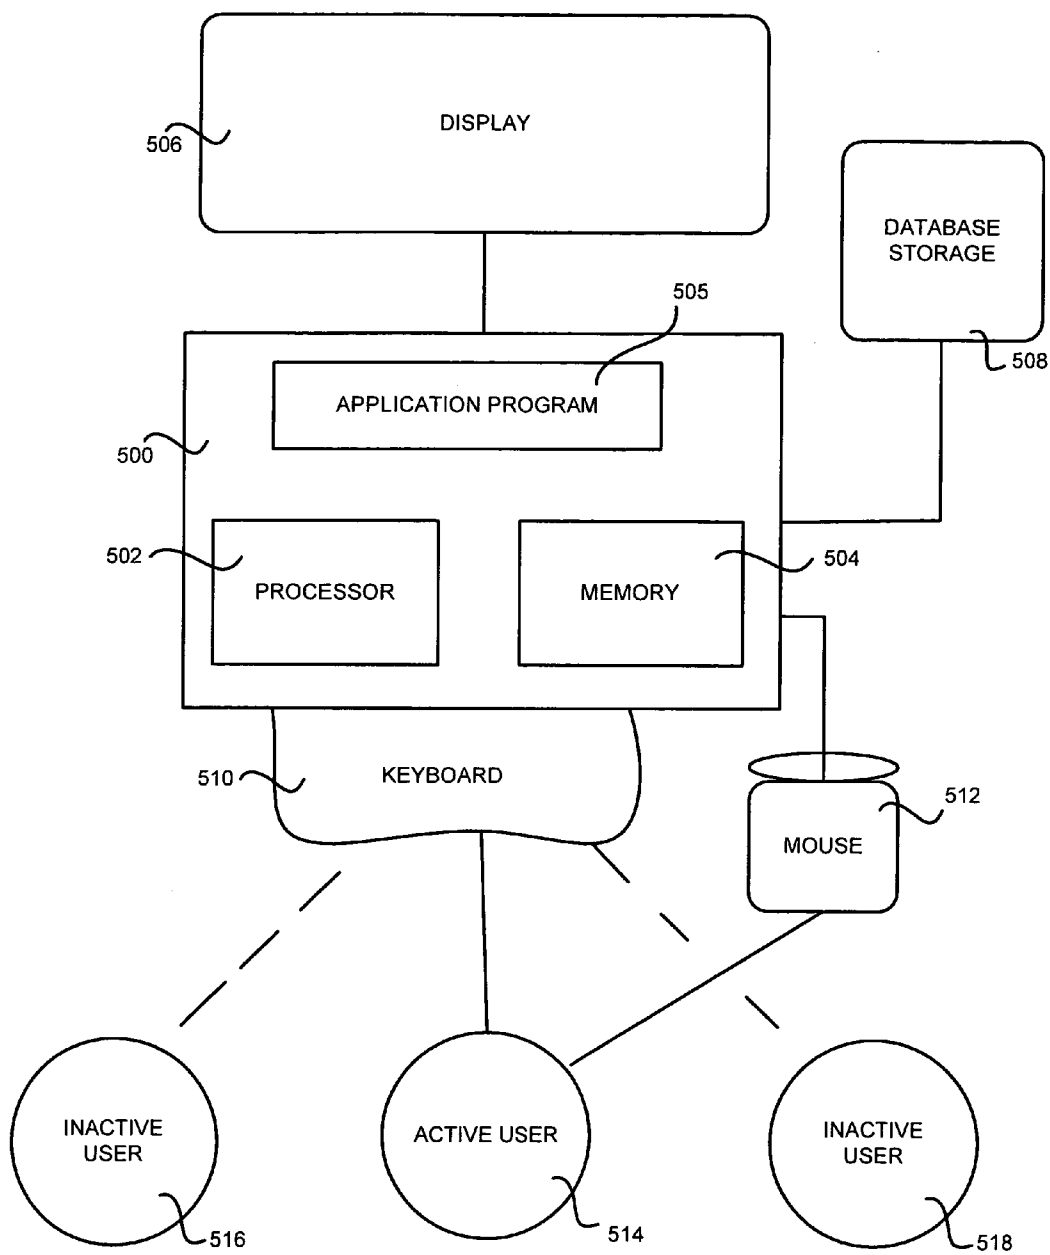 DISPLAY
506
DATABASE
STORAGE
508
505
APPLICATION PROGRAM
500
502
PROCESSOR
504
MEMORY
510
KEYBOARD
512
MOUSE
INACTIVE
USER
516
ACTIVE USER
514
INACTIVE
USER
518